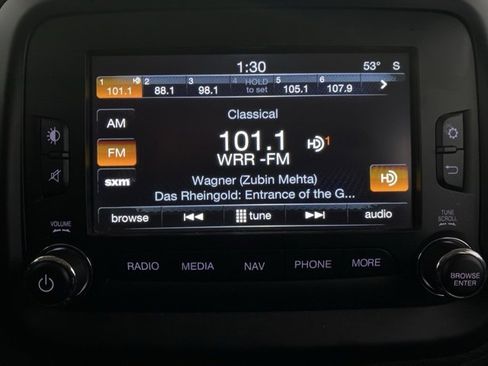 1:30 53° S
1 HD 2 3 4 HOLD 5 6
101.1 88.1 98.1 to set 105.1 107.9 >
AM
Classical
101.1 HD 1
FM
WRR -FM
sxm
Wagner (Zubin Mehta)
HD
Das Rheingold: Entrance of the G...
browse tune audio
VOLUME
TUNE
SCROLL
RADIO MEDIA NAV PHONE MORE
BROWSE
ENTER